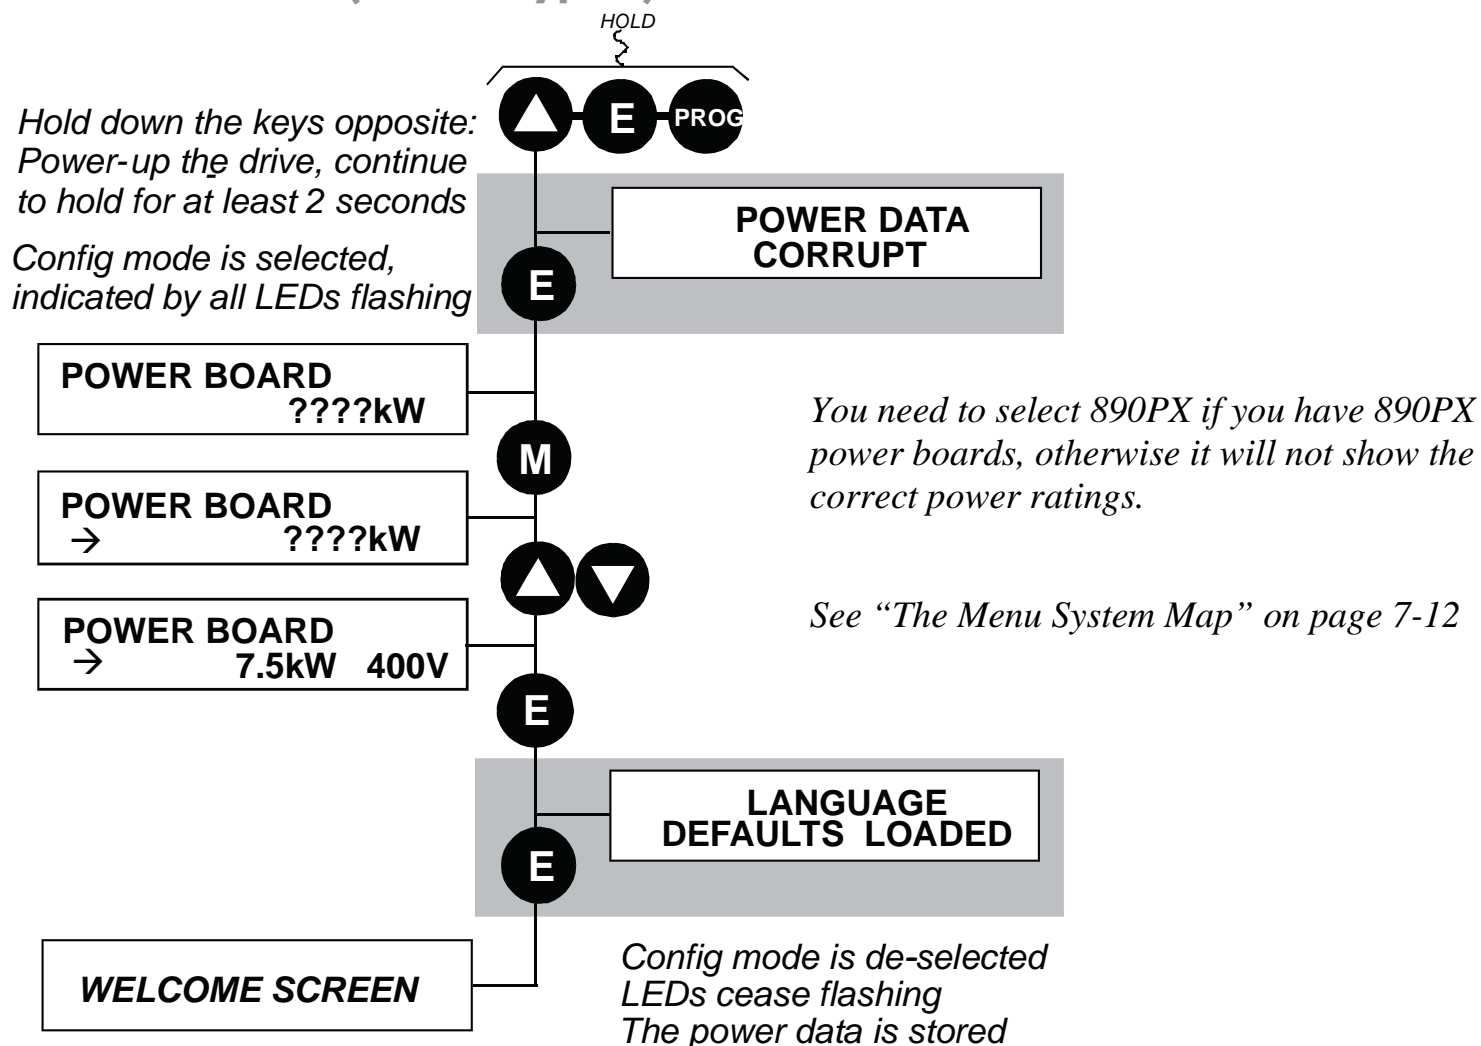 HOLD
E
PROG
Hold down the keys opposite:
Power-up the drive, continue
to hold for at least 2 seconds
POWER DATA
CORRUPT
Config mode is selected,
indicated by all LEDs flashing
E
POWER BOARD
????kW
M
You need to select 890PX if you have 890PX
power boards, otherwise it will not show the
correct power ratings.
POWER BOARD
→ ????kW
See “The Menu System Map” on page 7-12
POWER BOARD
→ 7.5kW 400V
E
LANGUAGE
DEFAULTS LOADED
E
WELCOME SCREEN
Config mode is de-selected
LEDs cease flashing
The power data is stored